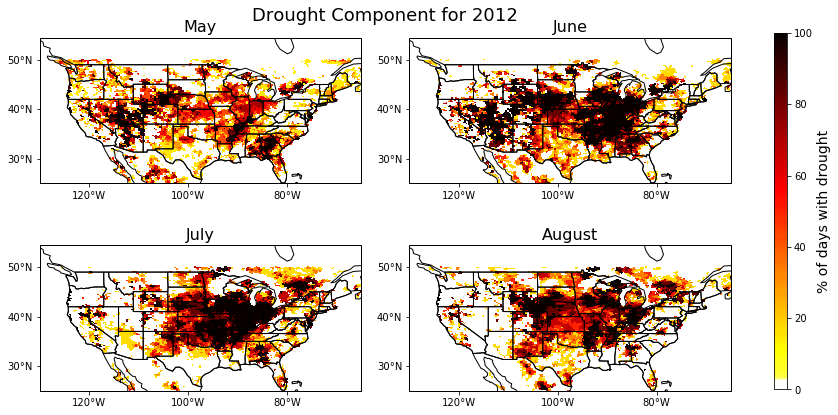 Drought Component for 2012
May
June
50°N
40°N
30°N
120°W
100°W
80°W
50°N
40°N
30°N
120°W
100°W
80°W
July
August
50°N
40°N
30°N
120°W
100°W
80°W
50°N
40°N
30°N
120°W
100°W
80°W
100
80
60
40
20
0
% of days with drought